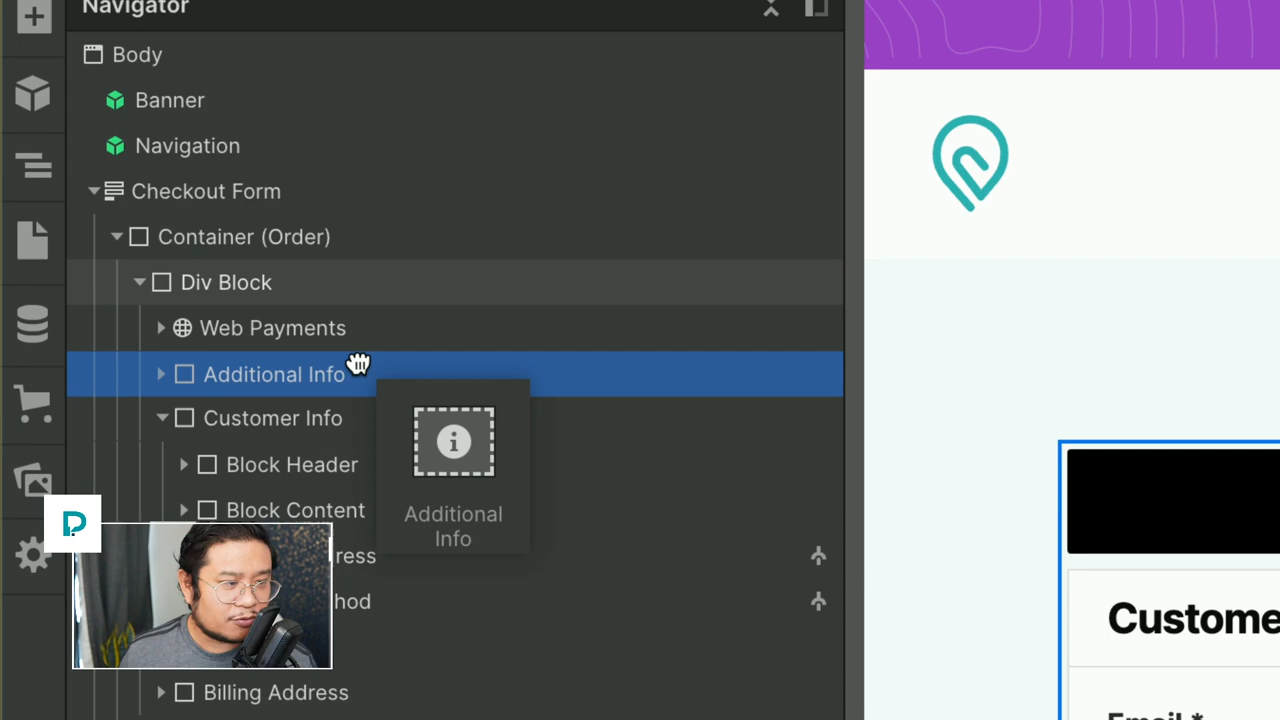 Navigator
Body
Banner
Navigation
Checkout Form
Container (Order)
Div Block
Web Payments
Additional Info
Customer Info
Block Header
Block Content
Additional
Info
ress
hod
Billing Address
Custome
Email *